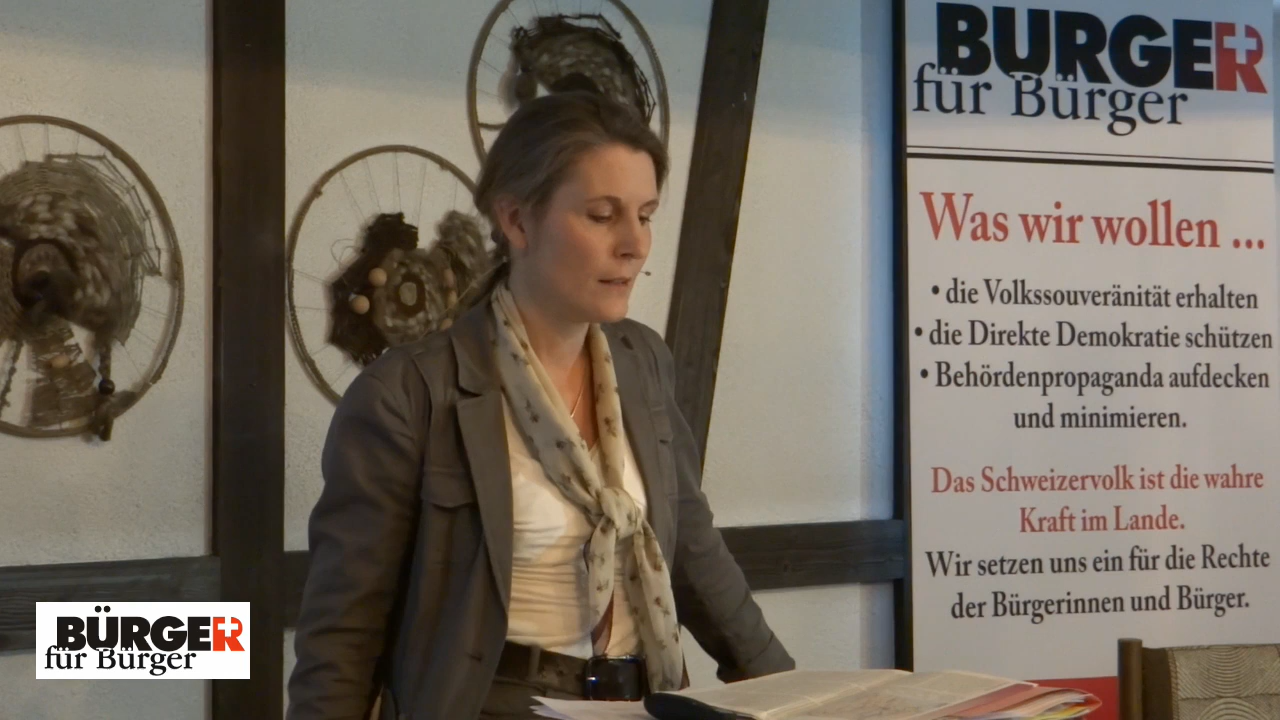 BÜRGER
für Bürger
Was wir wollen ...
• die Volkssouveränität erhalten
• die Direkte Demokratie schützen
• Behördenpropaganda aufdecken
und minimieren.
Das Schweizervolk ist die wahre
Kraft im Lande.
Wir setzen uns ein für die Rechte
der Bürgerinnen und Bürger.
BÜRGER
für Bürger